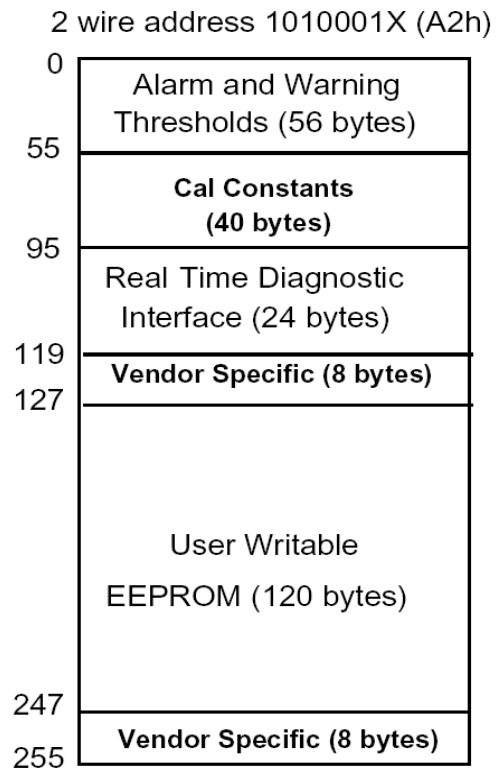 2 wire address 1010001X (A2h)
0
Alarm and Warning
Thresholds (56 bytes)
55
Cal Constants
(40 bytes)
95
Real Time Diagnostic
Interface (24 bytes)
119
Vendor Specific (8 bytes)
127
User Writable
EEPROM (120 bytes)
247
Vendor Specific (8 bytes)
255